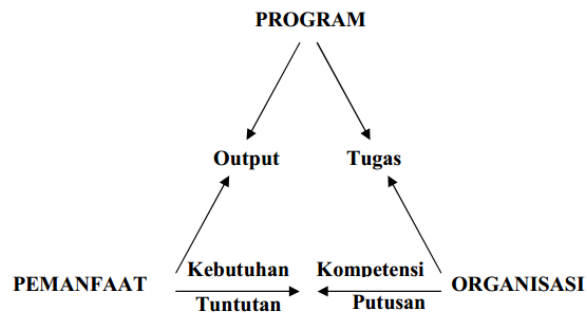 PROGRAM
Output Tugas
Kebutuhan Kompetensi
PEMANFAAT ORGANISASI
Tuntutan Putusan